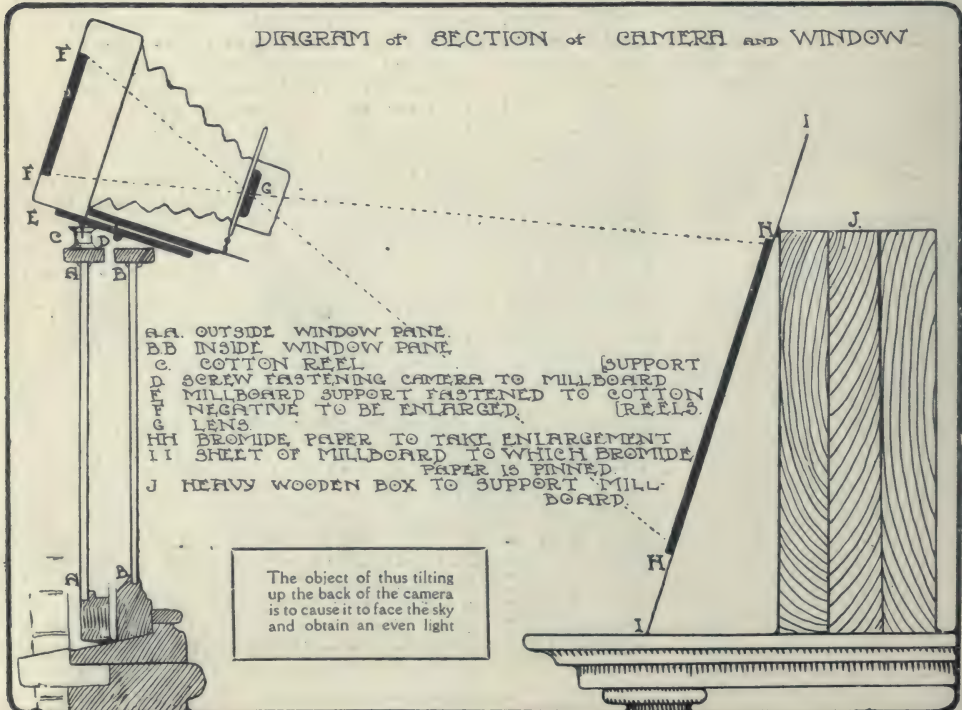 DIAGRAM of SECTION of CAMERA AND WINDOW
F
F
E
C
D
A
B
G
I
H
J.
A.A. OUTSIDE WINDOW PANE.
B.B INSIDE WINDOW PANE
C. COTTON REEL [SUPPORT
D SCREW FASTENING CAMERA TO MILLBOARD
E MILLBOARD SUPPORT FASTENED TO COTTON
F NEGATIVE TO BE ENLARGED. [REELS.
G LENS.
HH BROMIDE PAPER TO TAKE ENLARGEMENT
I I SHEET OF MILLBOARD TO WHICH BROMIDE
PAPER IS PINNED.
J HEAVY WOODEN BOX TO SUPPORT MILL-
BOARD.
H
A
B
I
The object of thus tilting
up the back of the camera
is to cause it to face the sky
and obtain an even light